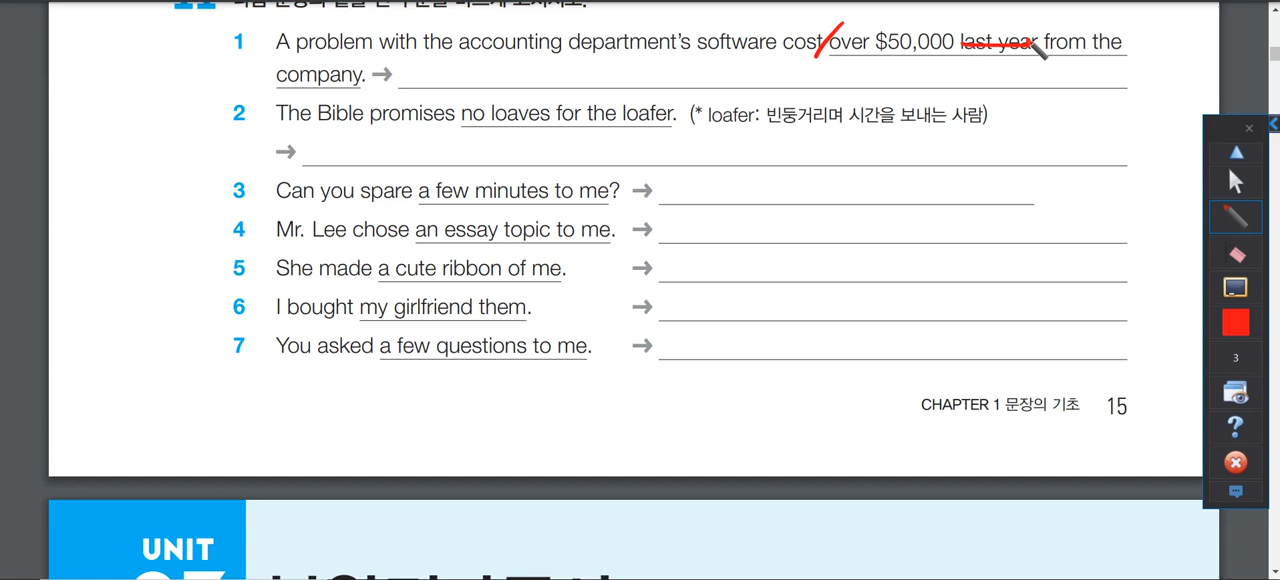 1 A problem with the accounting department's software cost over $50,000 last year from the
company. →
2 The Bible promises no loaves for the loafer. (* loafer: 빈둥거리며 시간을 보내는 사람)
→
3 Can you spare a few minutes to me? →
4 Mr. Lee chose an essay topic to me. →
5 She made a cute ribbon of me. →
6 I bought my girlfriend them. →
7 You asked a few questions to me. →
CHAPTER 1 문장의 기초 15
3
UNIT